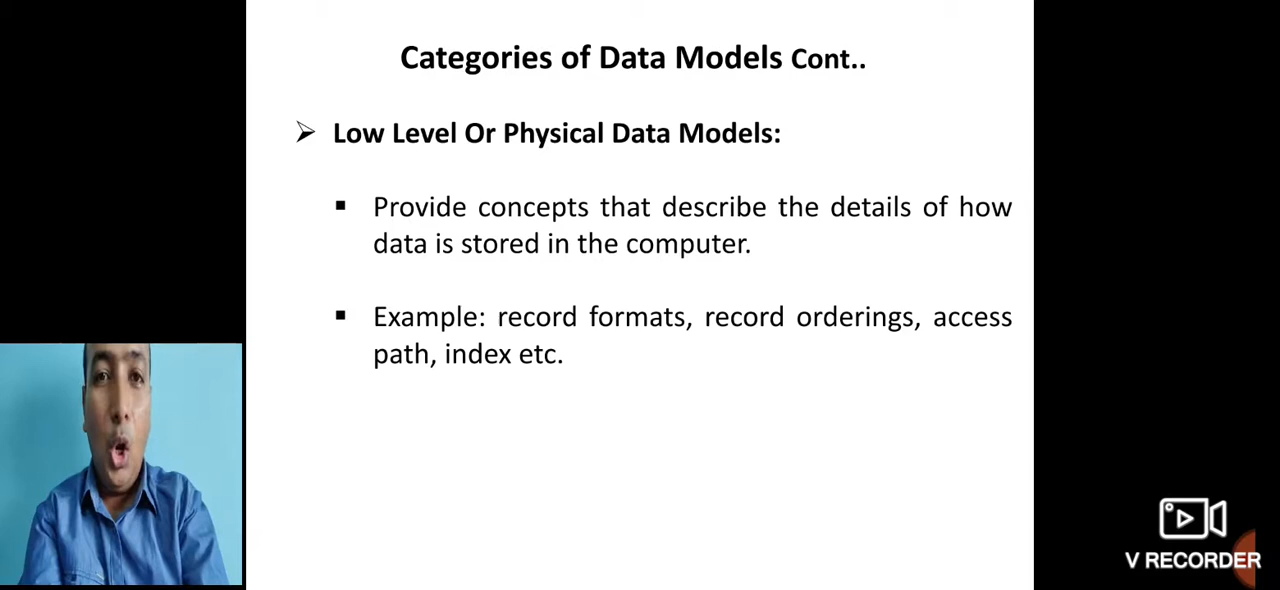 Categories of Data Models Cont..
Low Level Or Physical Data Models:
Provide concepts that describe the details of how
data is stored in the computer.
Example: record formats, record orderings, access
path, index etc.
V RECORDER